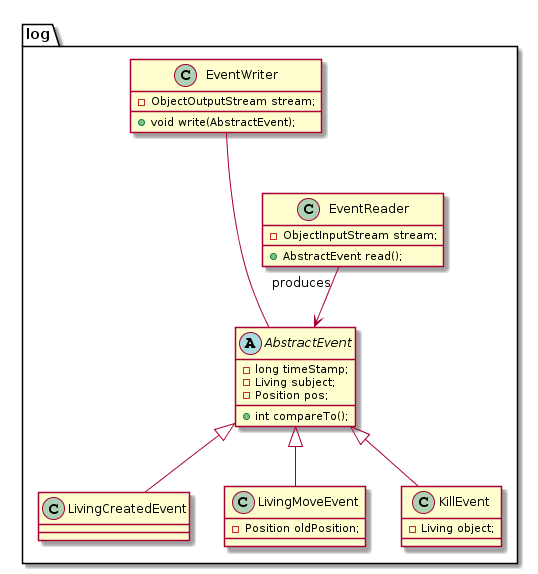 log
C EventWriter
ObjectOutputStream stream;
void write(AbstractEvent);
C EventReader
ObjectInputStream stream;
AbstractEvent read();
produces
A AbstractEvent
long timeStamp;
Living subject;
Position pos;
int compareTo();
C LivingCreatedEvent
C LivingMoveEvent
Position oldPosition;
C KillEvent
Living object;